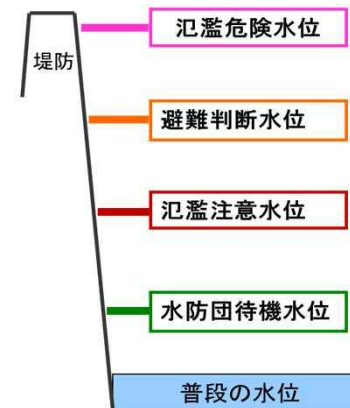 氾濫危険水位
堤防
避難判断水位
氾濫注意水位
水防団待機水位
普段の水位